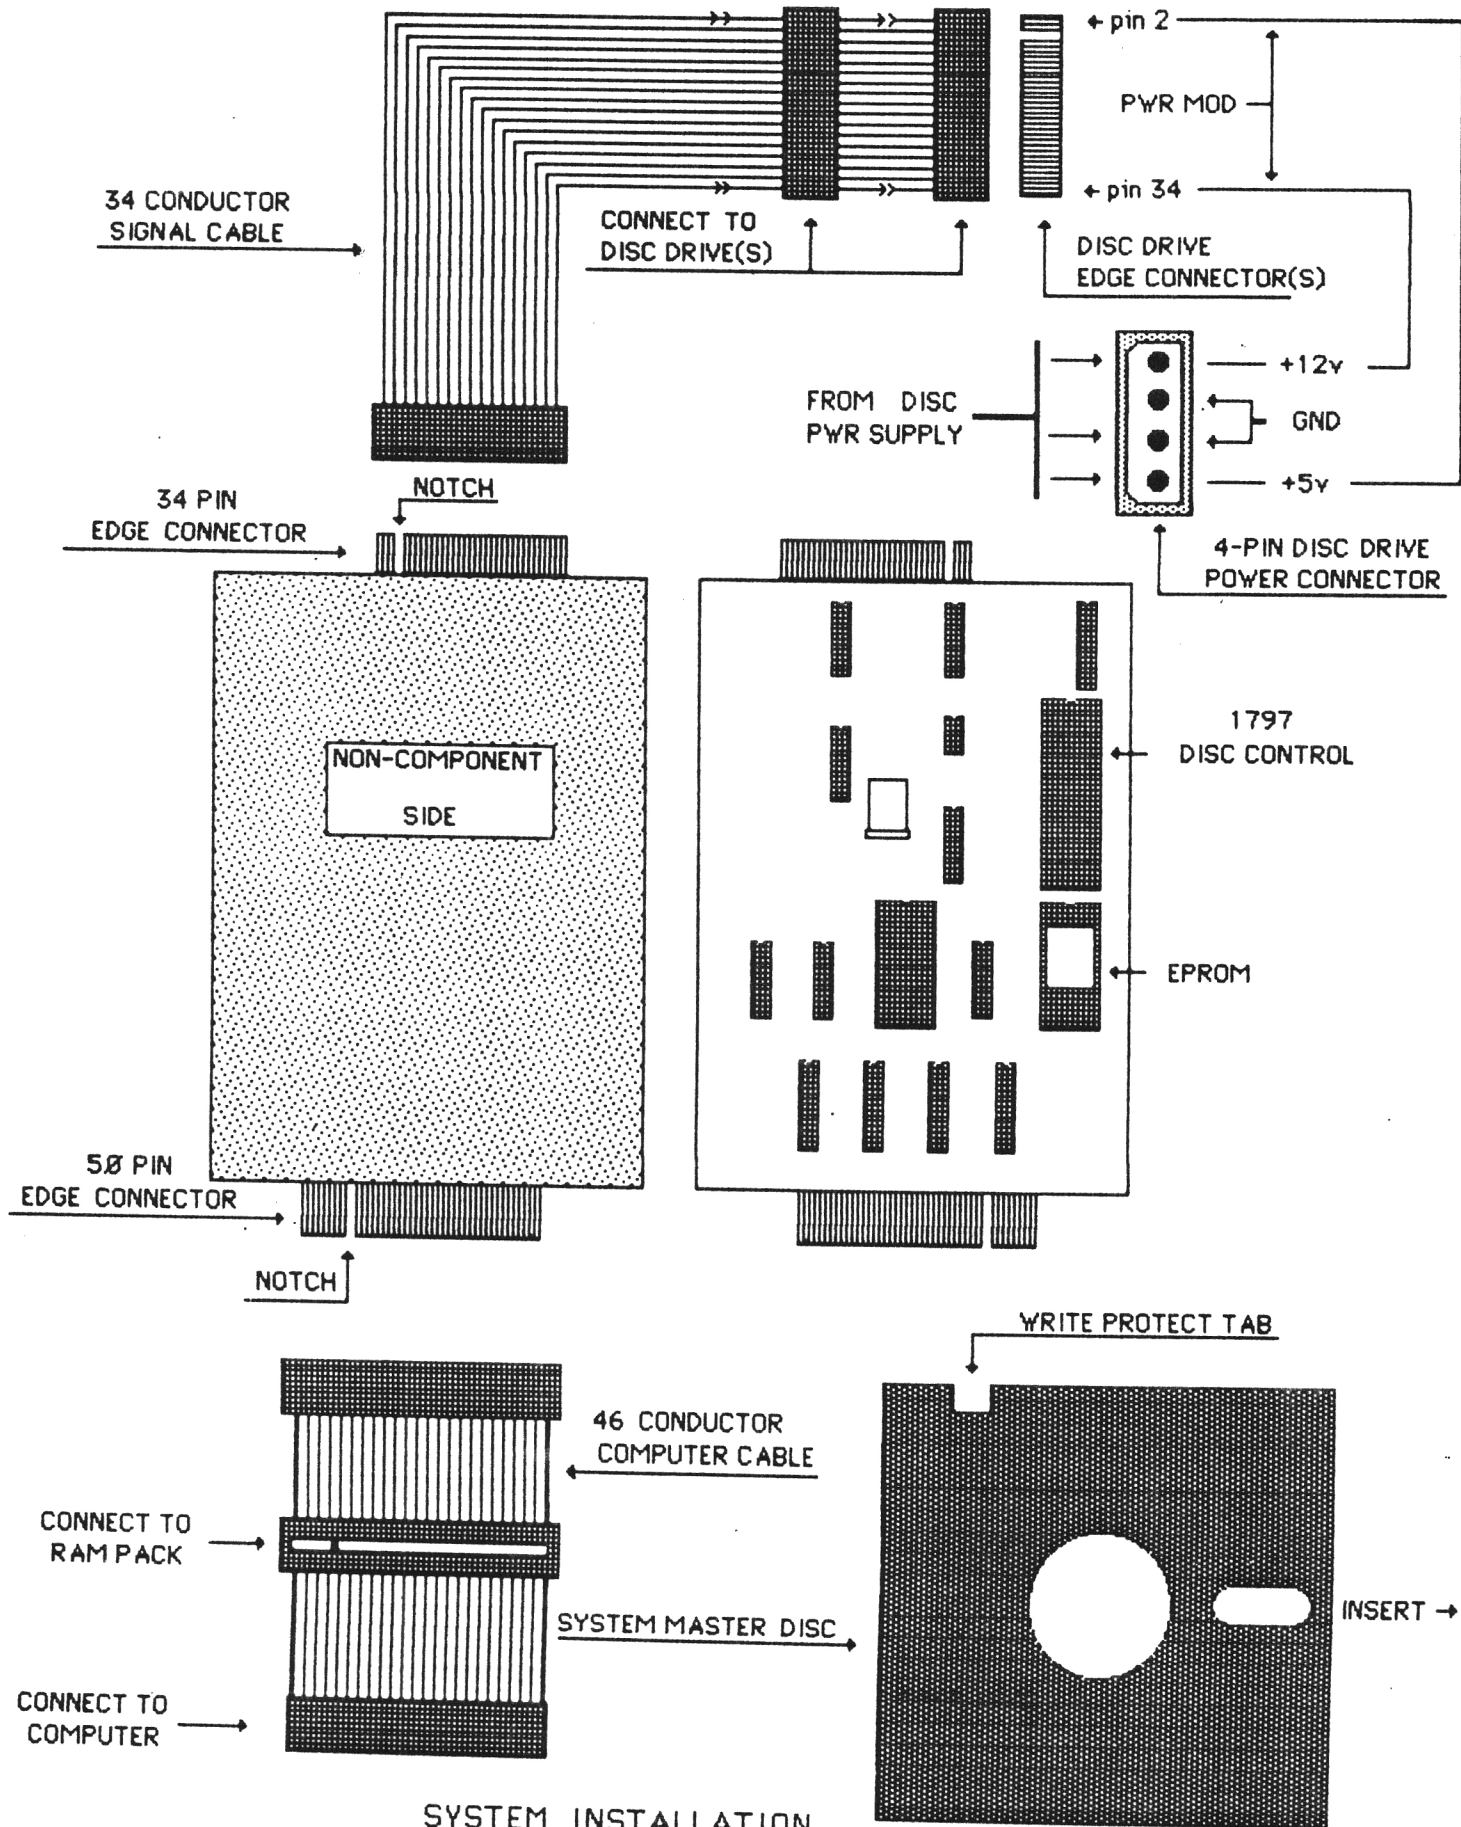 pin 2
PWR MOD
pin 34
34 CONDUCTOR
SIGNAL CABLE
CONNECT TO
DISC DRIVE(S)
DISC DRIVE
EDGE CONNECTOR(S)
+12v
FROM DISC
PWR SUPPLY
GND
+5v
NOTCH
34 PIN
EDGE CONNECTOR
4-PIN DISC DRIVE
POWER CONNECTOR
NON-COMPONENT
SIDE
1797
DISC CONTROL
EPROM
5Ø PIN
EDGE CONNECTOR
NOTCH
WRITE PROTECT TAB
46 CONDUCTOR
COMPUTER CABLE
CONNECT TO
RAM PACK
SYSTEM MASTER DISC
INSERT
CONNECT TO
COMPUTER
SYSTEM INSTALLATION